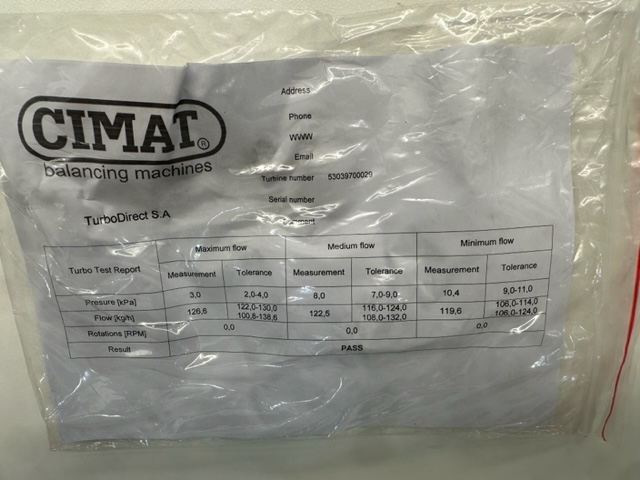 CIMAT®
balancing machines
TurboDirect S.A
Address
Phone
WWW
Email
Turbine number 53039700029
Serial number
Maximum flow Medium flow Minimum flow
Turbo Test Report Measurement Tolerance Measurement Tolerance Measurement Tolerance
Presure [kPa] 3,0 2,0-4,0 8,0 7,0-9,0 10,4 9,0-11,0
Flow [kg/h] 126,6 122,0-130,0 122,5 116,0-124,0 119,6 106,0-114,0
100,8-138,6 108,0-132,0 106,0-124,0
Rotations [RPM] 0,0 0,0 0,0
Result PASS